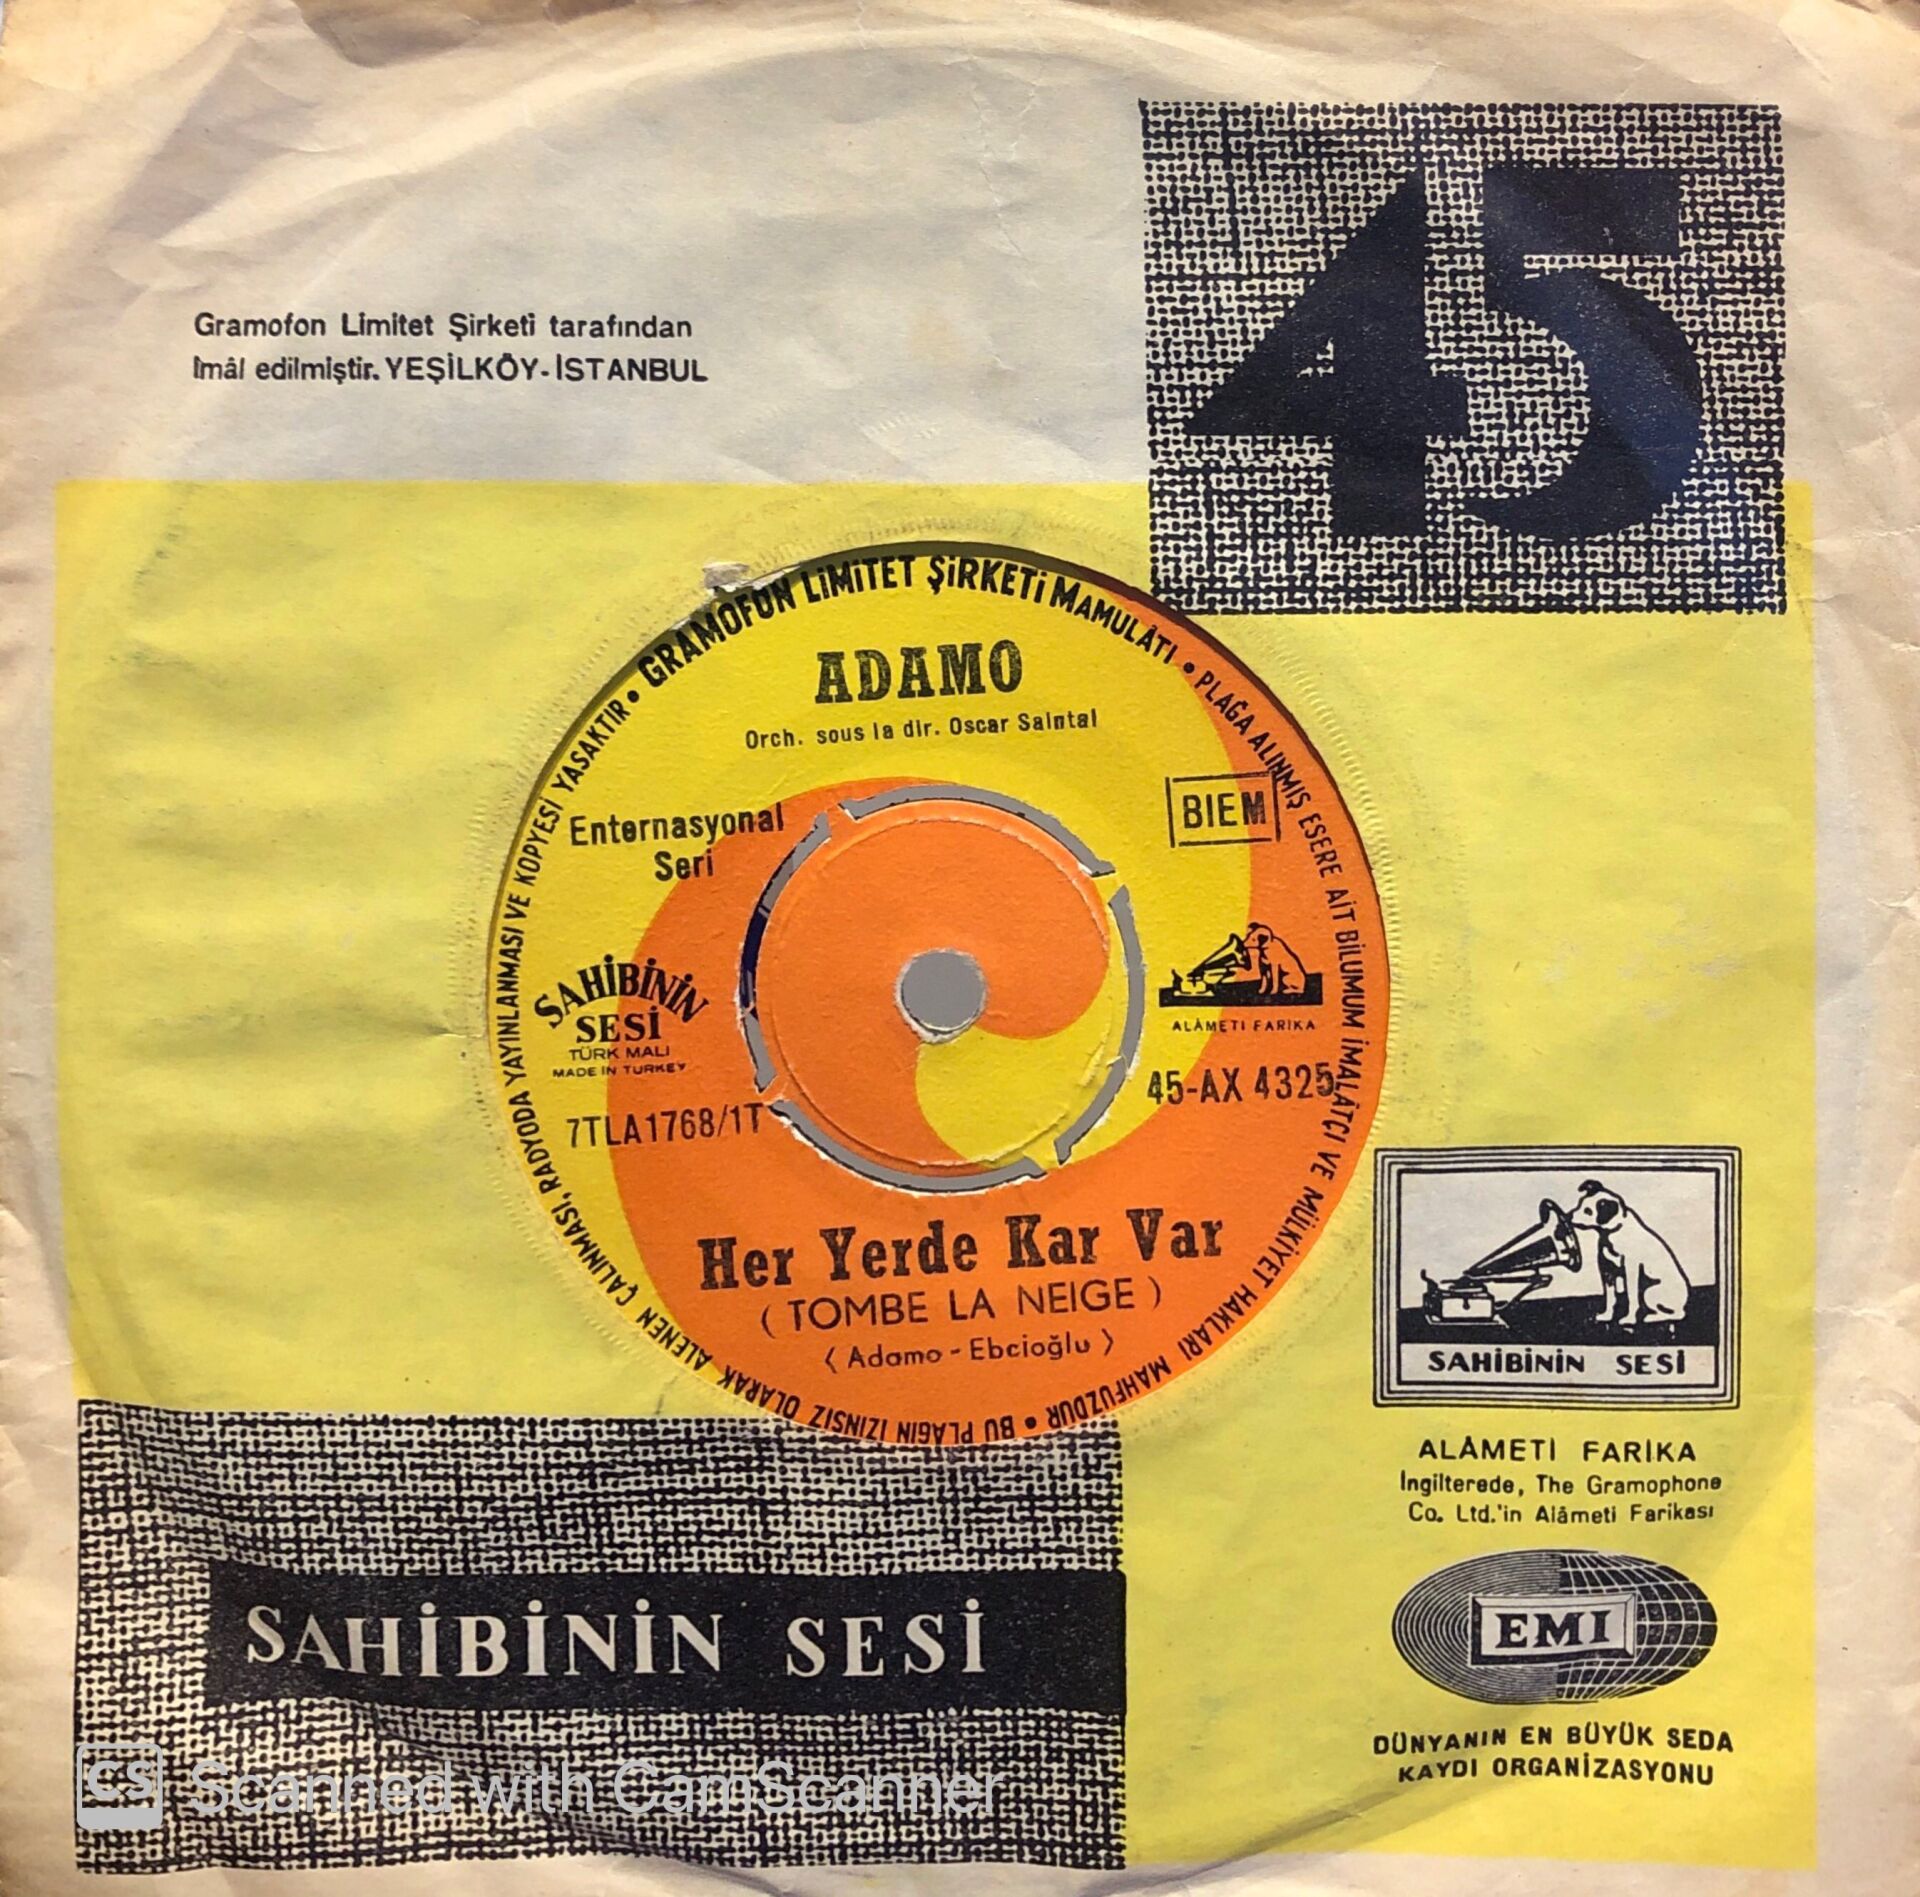 Gramofon Limitet Şirketi tarafından
İmâl edilmiştir. YEŞİLKÖY-İSTANBUL
45
GRAMOFON LİMİTET ŞİRKETİ MAMULÂTI • PLAĞA ALINMIŞ ESERE AİT BİLUMUM İMALÂTÇI VE MÜLKİYET HAKLARI MAHFUZDUR • BU PLAĞIN İZİNSİZ OLARAK ALENEN ÇALINMASI, RADYODA YAYINLANMASI VE KOPYESİ YASAKTIR •
ADAMO
Orch. sous la dir. Oscar Saintal
Enternasyonal
Seri
BIEM
SAHİBİNİN
SESİ
TÜRK MALI
MADE IN TURKEY
ALÂMETİ FARİKA
7TLA1768/1T
45-AX 4325
Her Yerde Kar Var
(TOMBE LA NEIGE)
(Adamo - Ebcioğlu)
SAHİBİNİN SESİ
ALÂMETİ FARİKA
İngilterede, The Gramophone
Co. Ltd.'in Alâmeti Farikası
EMI
DÜNYANIN EN BÜYÜK SEDA
KAYDI ORGANİZASYONU
SAHİBİNİN SESİ
CS Scanned with CamScanner